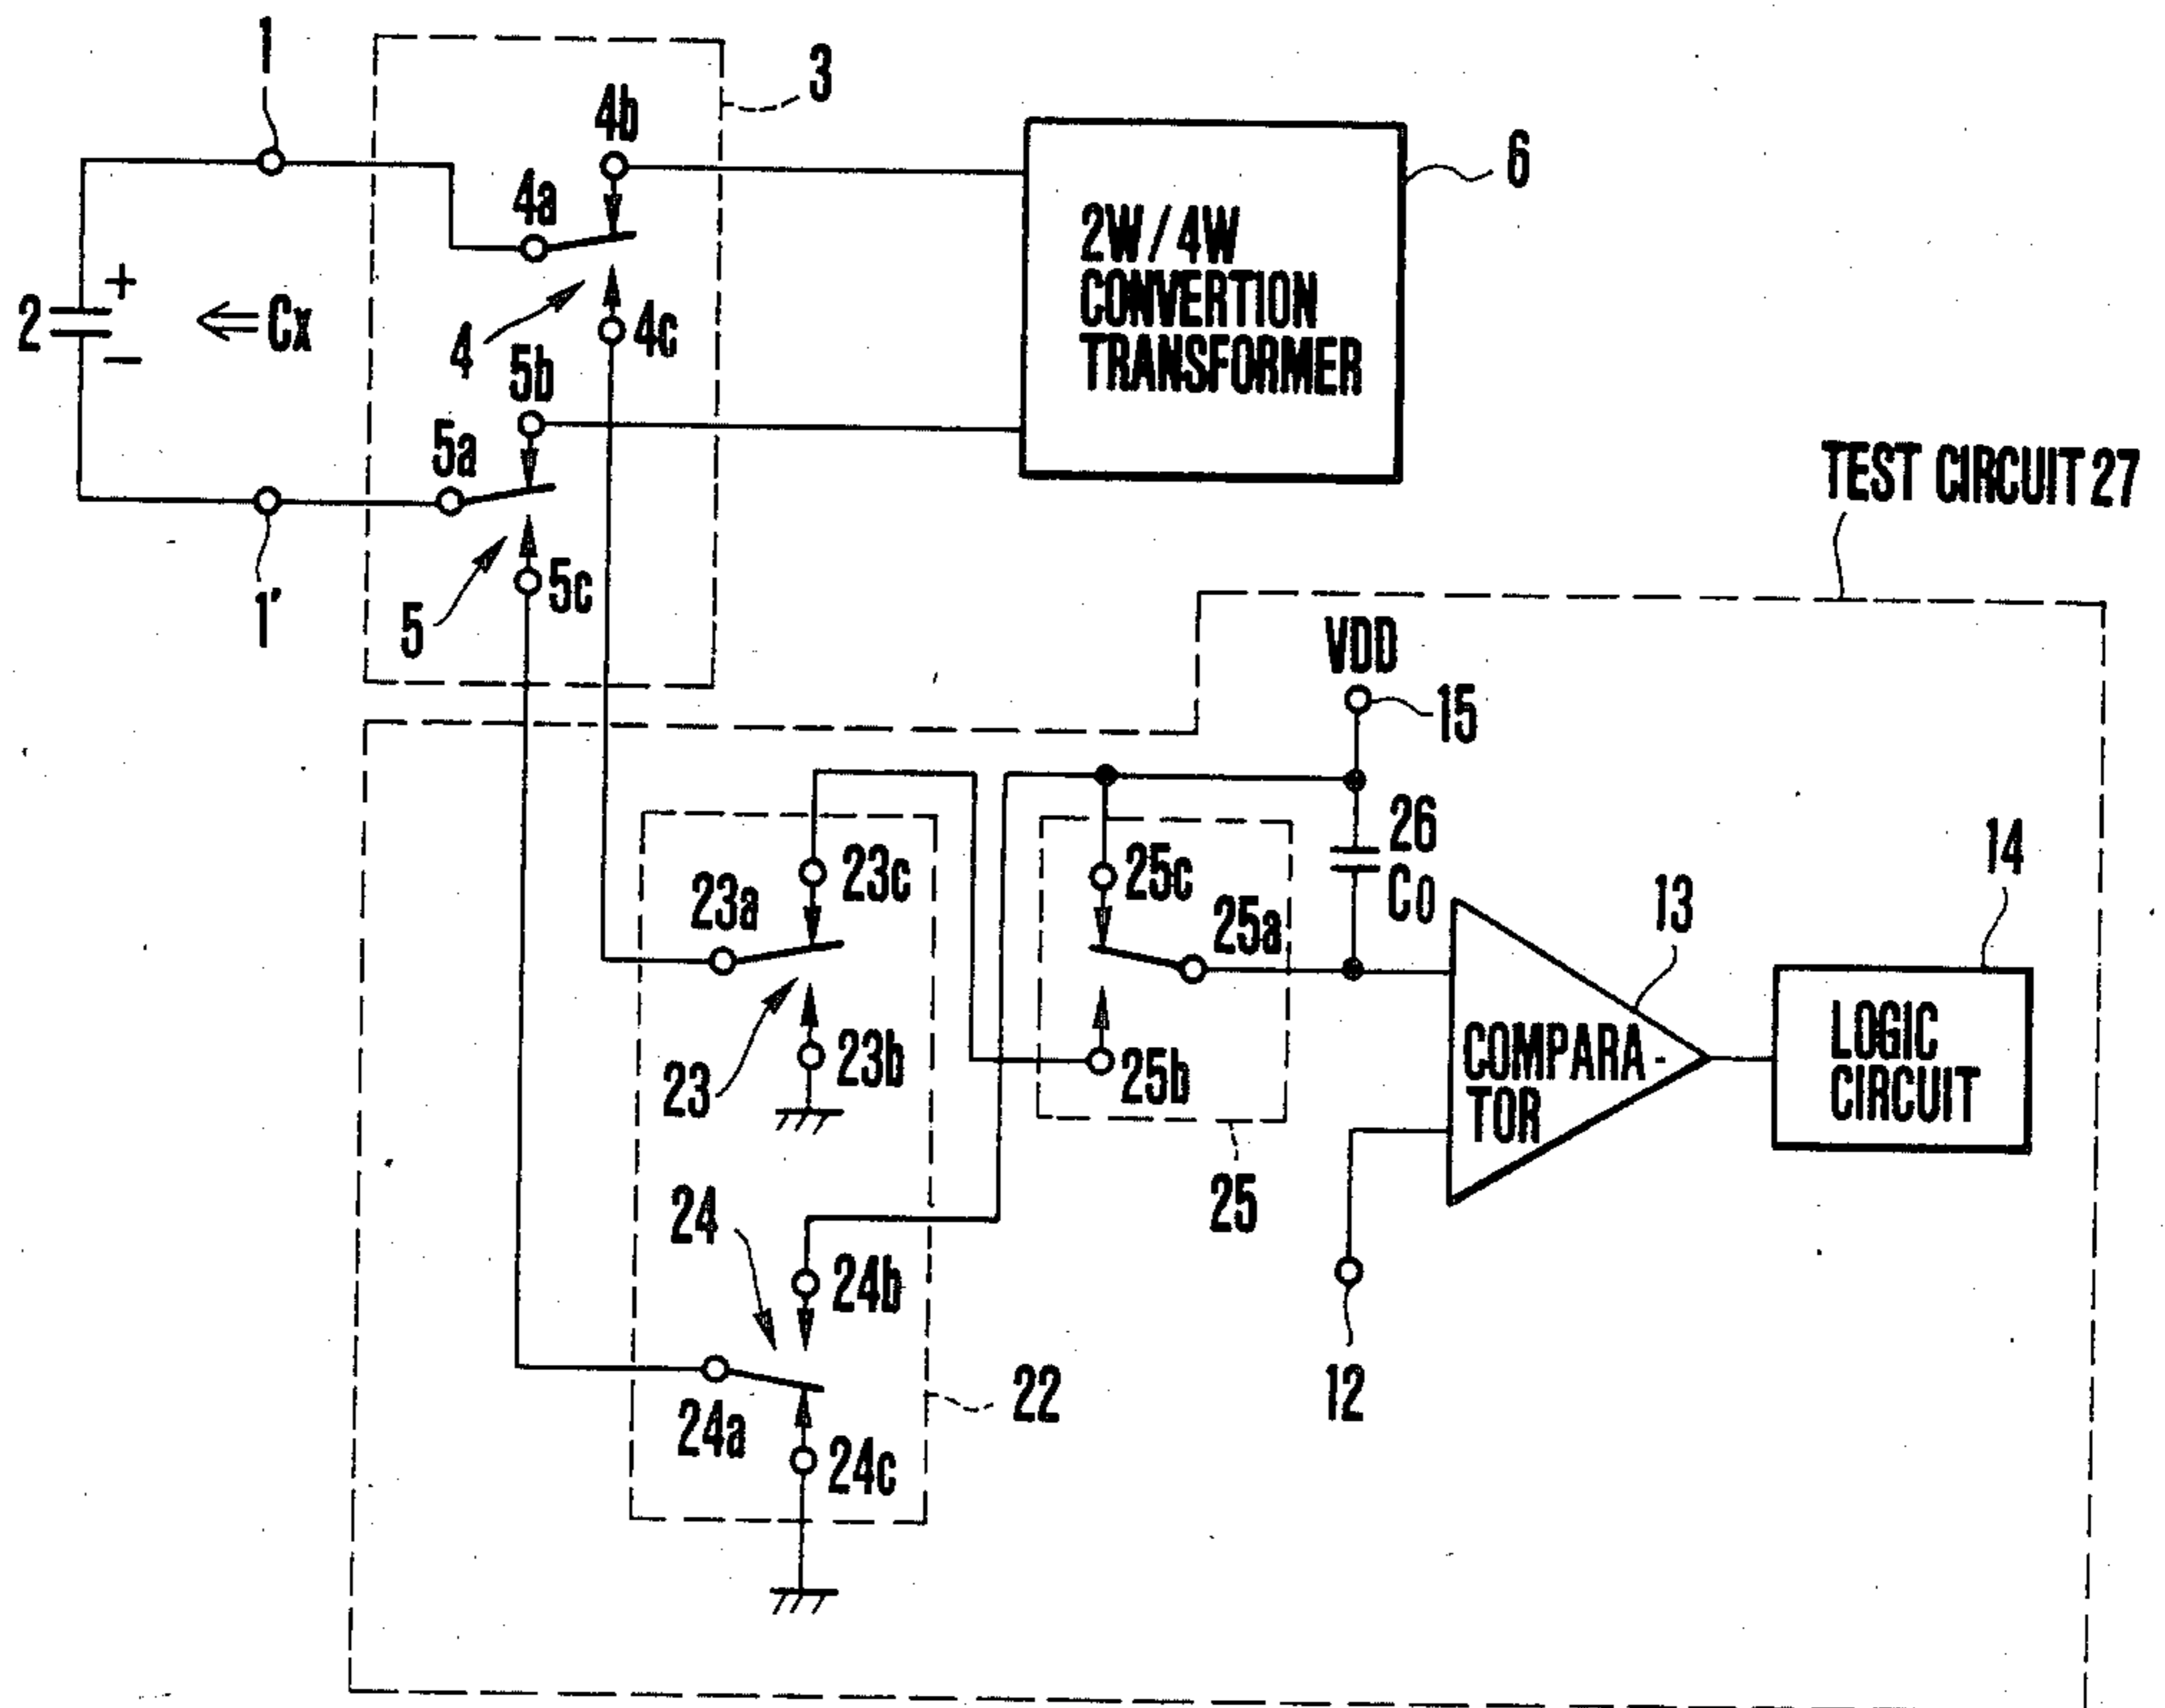 1
3
4b
6
4a
2W/4W
CONVERTION
TRANSFORMER
+
2
⇐ Cx
−
4
4c
5b
5a
TEST CIRCUIT 27
5c
1'
5
VDD
15
26
C0
14
23c
25c
23a
25a
13
LOGIC
CIRCUIT
COMPARA-
TOR
23b
25b
23
25
24
24b
12
22
24a
24c